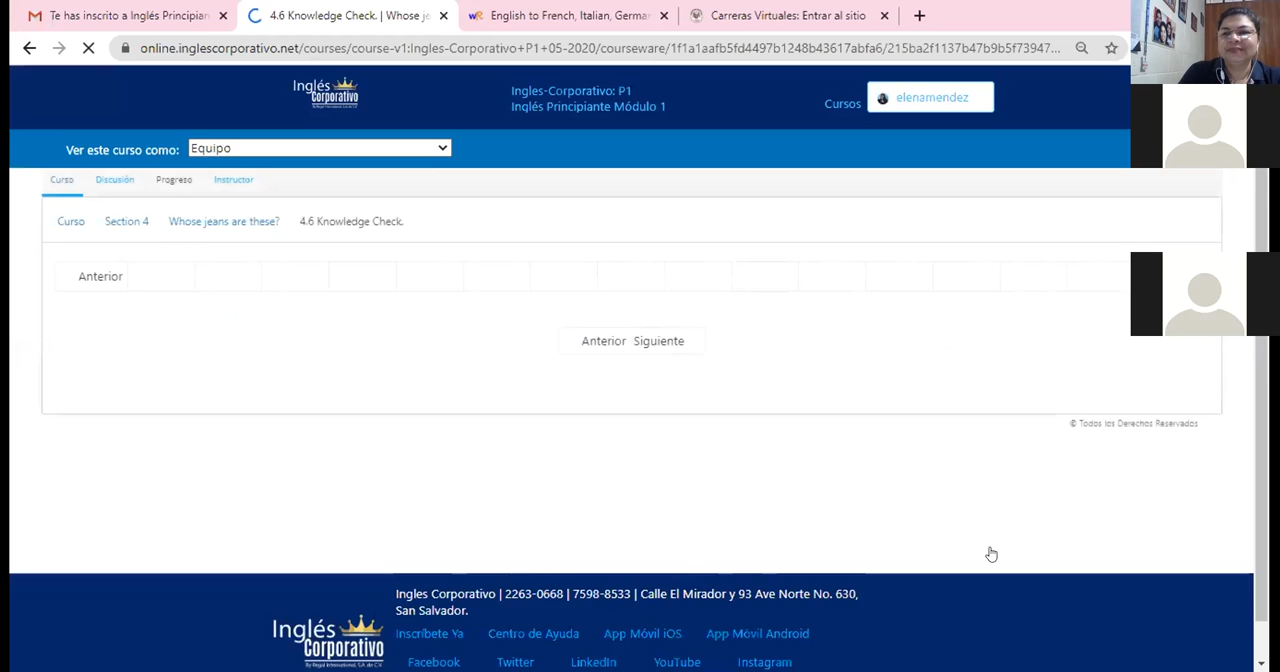 Te has inscrito a Inglés Principian
4.6 Knowledge Check. | Whose je
English to French, Italian, German
Carreras Virtuales: Entrar al sitio
online.inglescorporativo.net/courses/course-v1:Ingles-Corporativo+P1+05-2020/courseware/1f1a1aafb5fd4497b1248b43617abfa6/215ba2f1137b47b9b5f73947...
Inglés
Corporativo
Ingles-Corporativo: P1
Inglés Principiante Módulo 1
Cursos
elenamendez
Ver este curso como:
Equipo
Curso
Discusión
Progreso
Instructor
Curso
Section 4
Whose jeans are these?
4.6 Knowledge Check.
Anterior
Anterior Siguiente
© Todos los Derechos Reservados
Inglés
Corporativo
By Regal International, S.A. de C.V.
Ingles Corporativo | 2263-0668 | 7598-8533 | Calle El Mirador y 93 Ave Norte No. 630,
San Salvador.
Inscríbete Ya
Centro de Ayuda
App Móvil iOS
App Móvil Android
Facebook
Twitter
LinkedIn
YouTube
Instagram